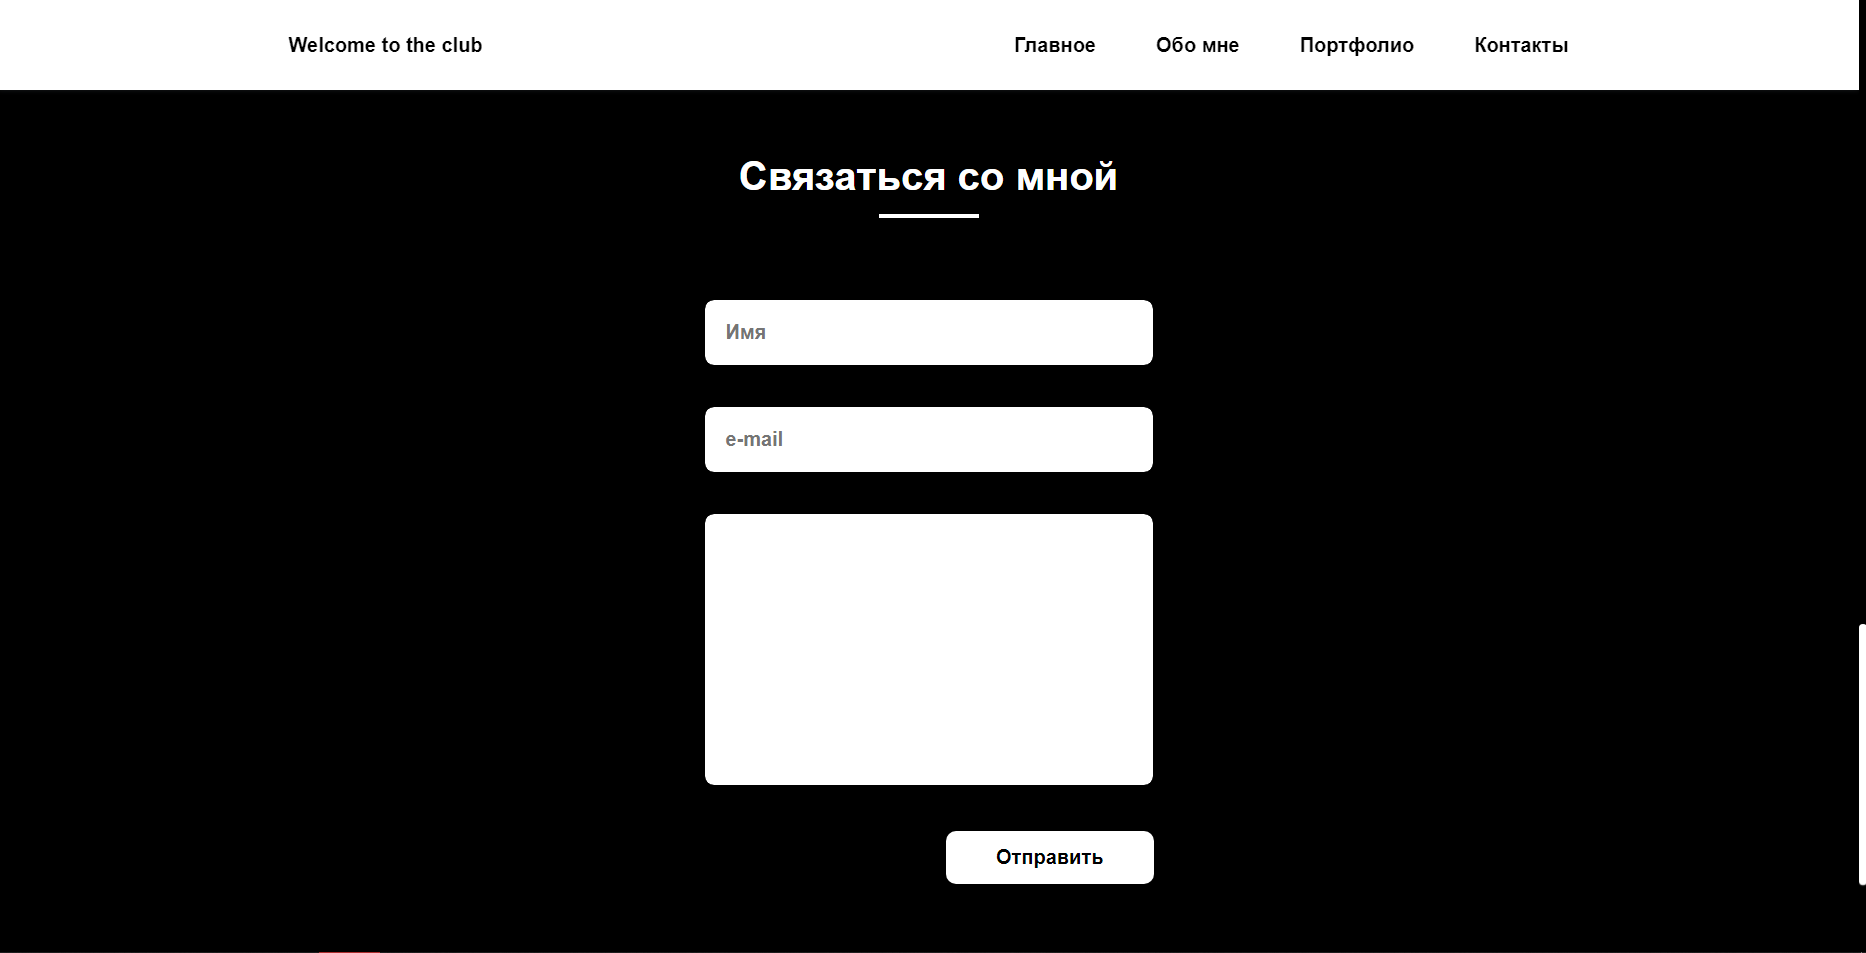 Welcome to the club Главное Обо мне Портфолио Контакты
Связаться со мной
Имя
e-mail
Отправить